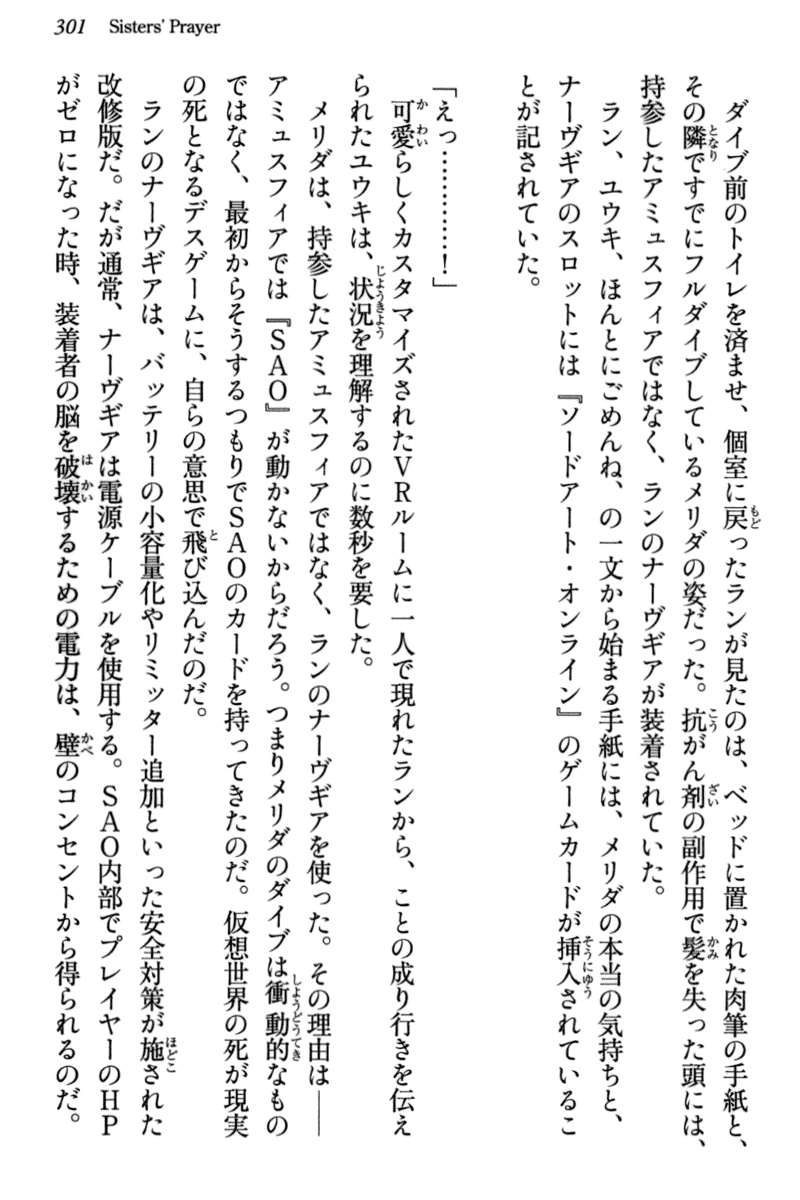 301 Sisters' Prayer
ダイブ前のトイレを済ませ、個室に戻ったランが見たのは、ベッドに置かれた肉筆の手紙と、
その隣ですでにフルダイブしているメリダの姿だった。抗がん剤の副作用で髪を失った頭には、
持参したアミュスフィアではなく、ランのナーヴギアが装着されていた。
ラン、ユウキ、ほんとにごめんね、の一文から始まる手紙には、メリダの本当の気持ちと、
ナーヴギアのスロットには『ソードアート・オンライン』のゲームカードが挿入されているこ
とが記されていた。
「えっ…………！」
可愛らしくカスタマイズされたVRルームに一人で現れたランから、ことの成り行きを伝え
られたユウキは、状況を理解するのに数秒を要した。
メリダは、持参したアミュスフィアではなく、ランのナーヴギアを使った。その理由は――
アミュスフィアでは『SAO』が動かないからだろう。つまりメリダのダイブは衝動的なもの
ではなく、最初からそうするつもりでSAOのカードを持ってきたのだ。仮想世界の死が現実
の死となるデスゲームに、自らの意思で飛び込んだのだ。
ランのナーヴギアは、バッテリーの小容量化やリミッター追加といった安全対策が施された
改修版だ。だが通常、ナーヴギアは電源ケーブルを使用する。SAO内部でプレイヤーのHP
がゼロになった時、装着者の脳を破壊するための電力は、壁のコンセントから得られるのだ。